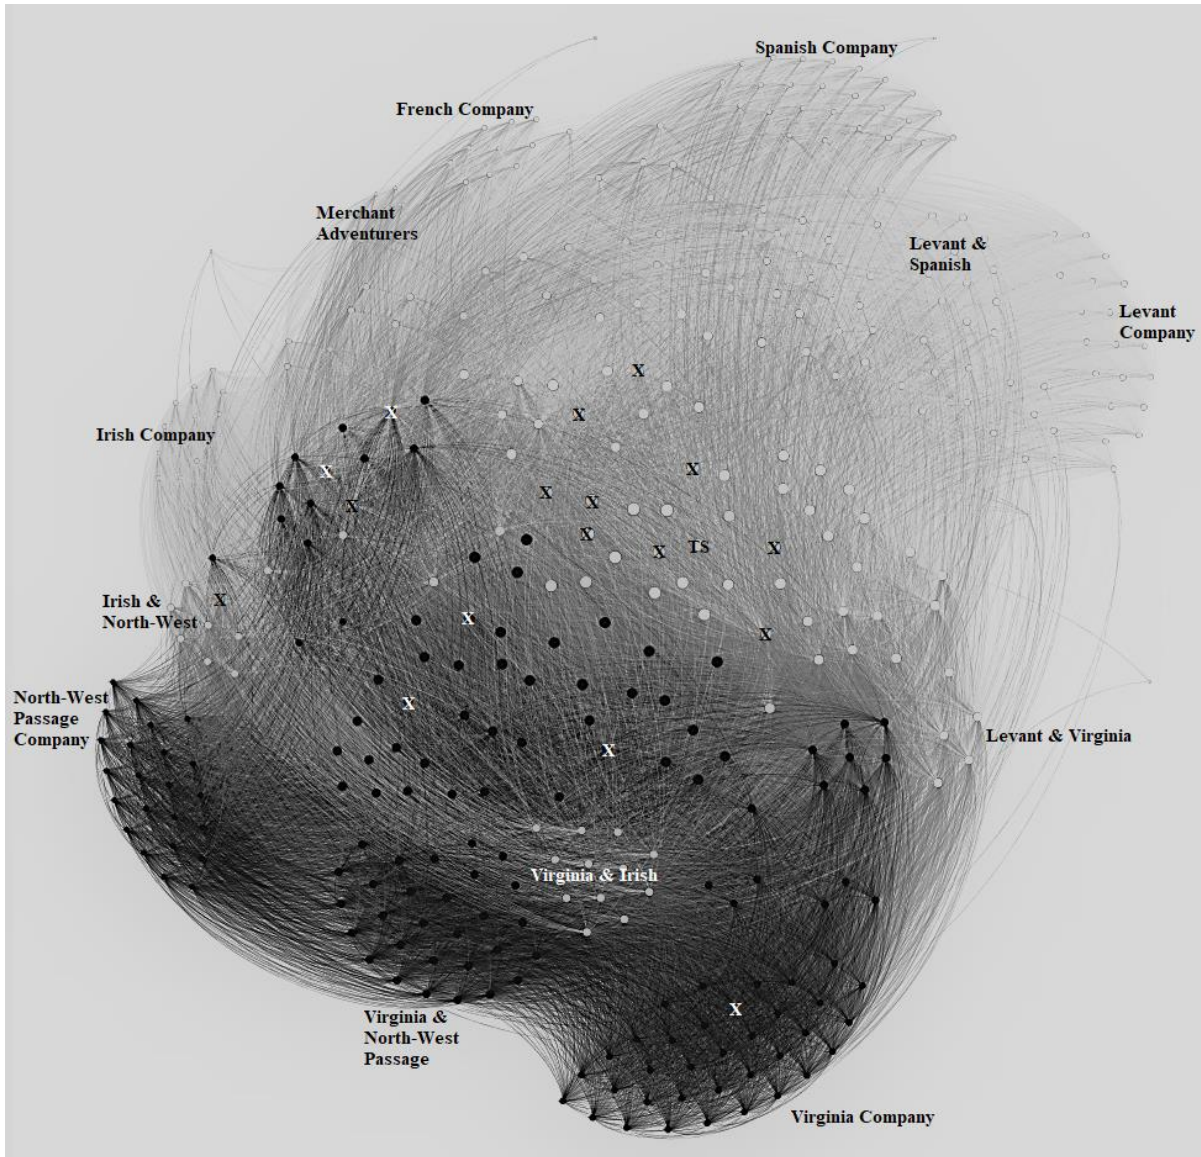 Spanish Company
French Company
Merchant
Adventurers
Levant &
Spanish
Levant
Company
X
X
X
Irish Company
X
X
X
X
X
X
X
TS
X
Irish &
North-West
X
X
X
North-West
Passage
Company
X
X
Levant & Virginia
Virginia & Irish
X
Virginia &
North-West
Passage
Virginia Company